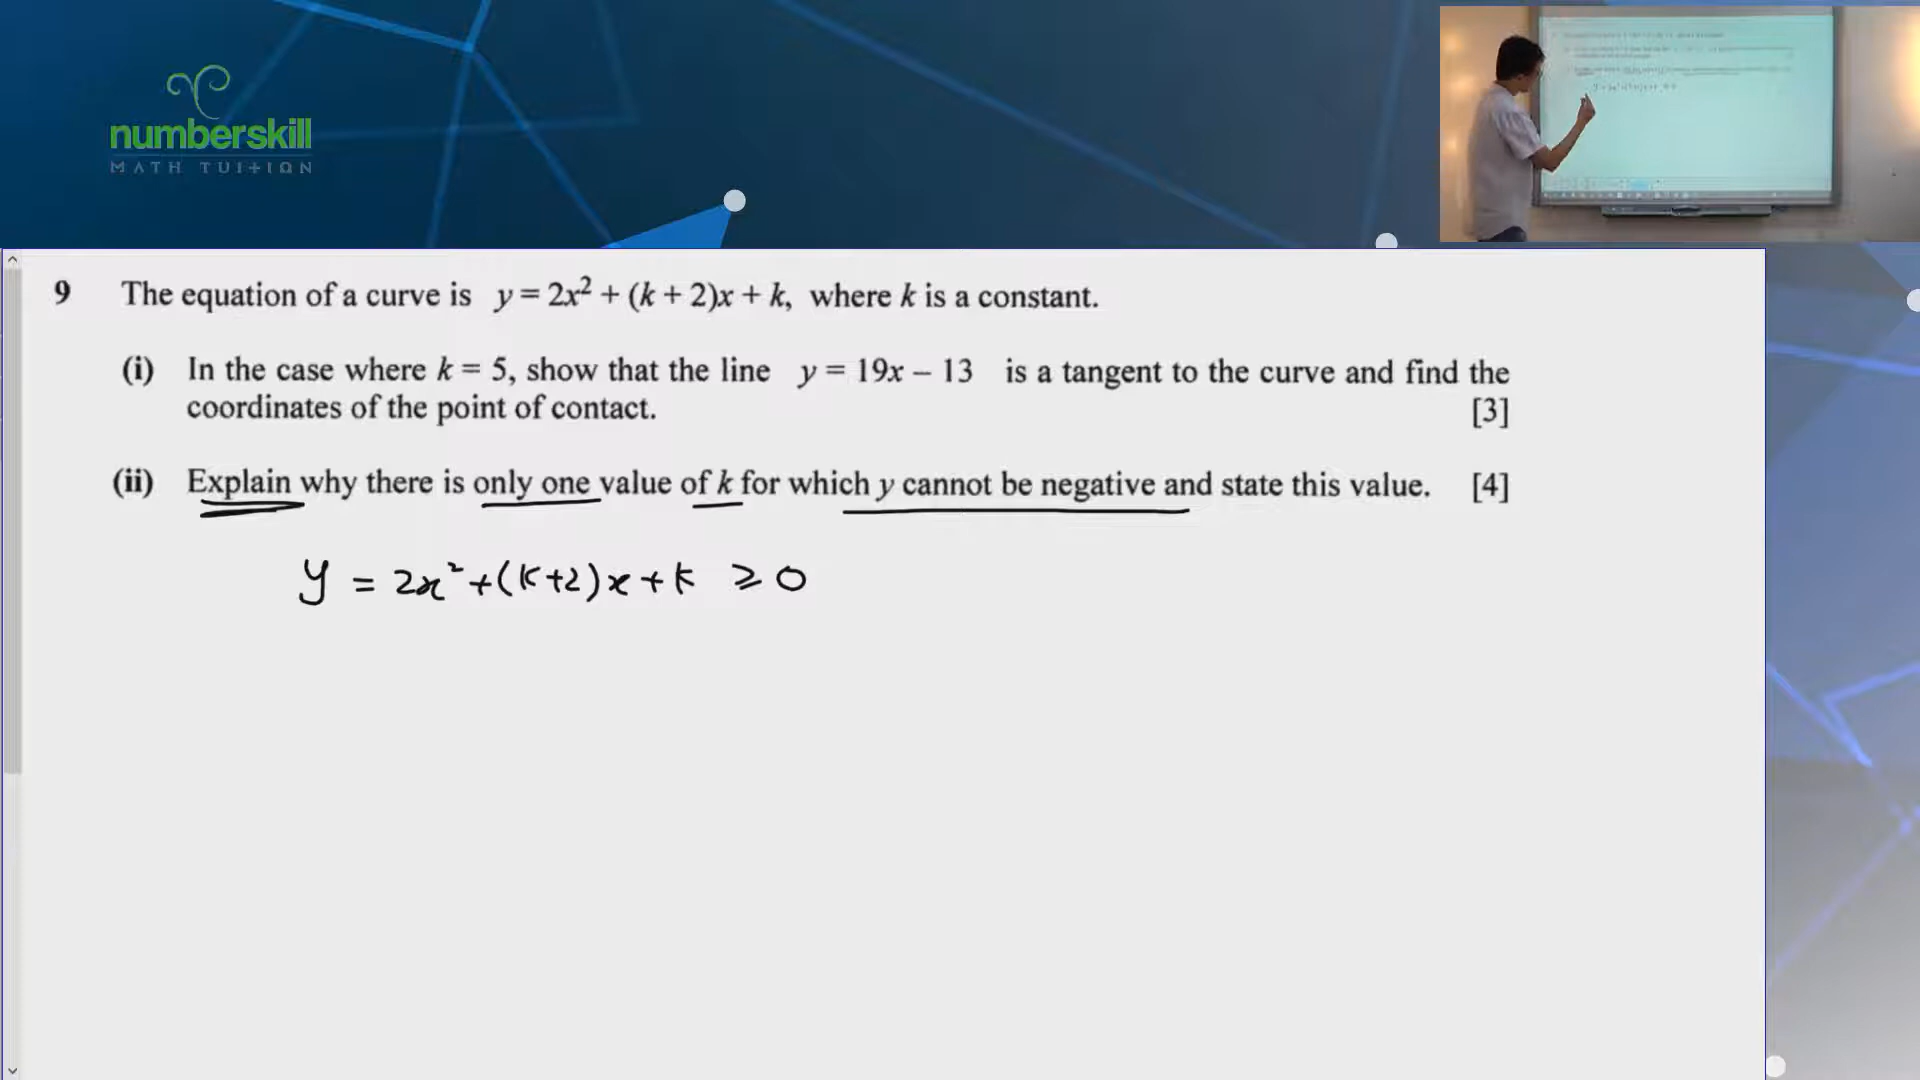 numberskill
MATH TUITION
9 The equation of a curve is y = 2x² + (k + 2)x + k, where k is a constant.
(i) In the case where k = 5, show that the line y = 19x – 13 is a tangent to the curve and find the
coordinates of the point of contact. [3]
(ii) Explain why there is only one value of k for which y cannot be negative and state this value. [4]
y = 2x² + (k+2)x + k ≥ 0